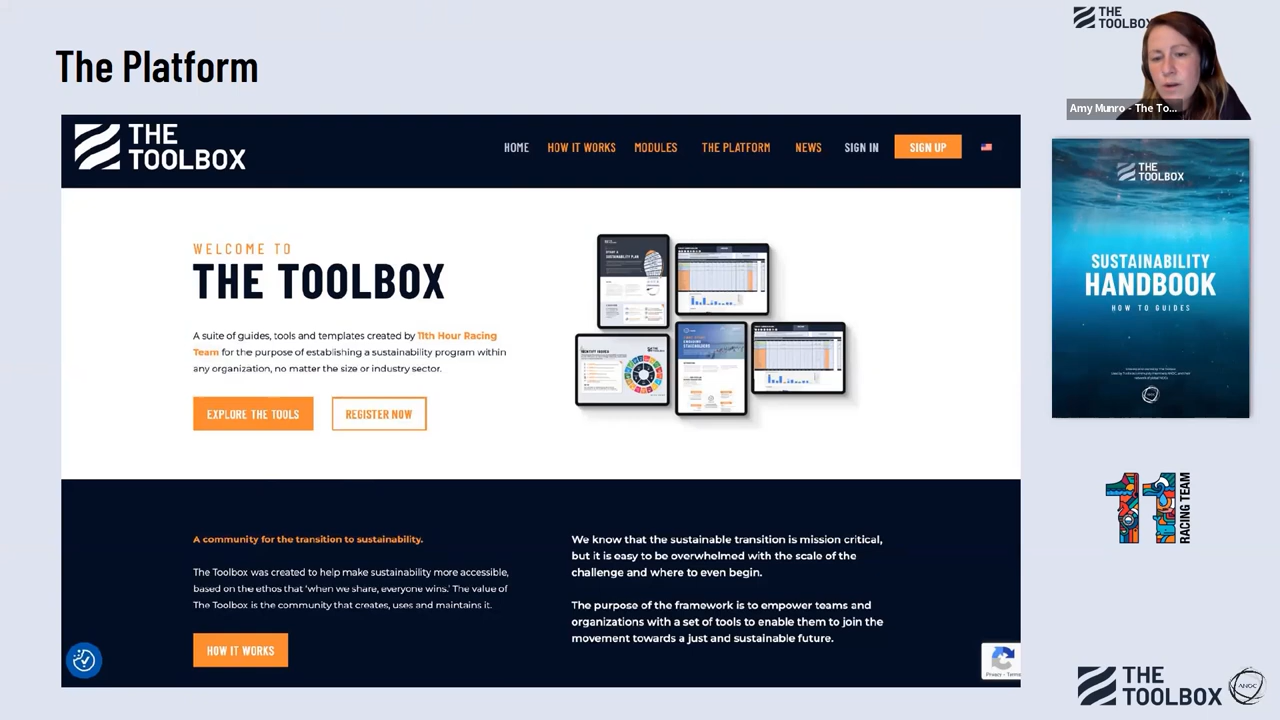 The Platform
THE
TOOLBOX
Amy Munro - The To...
THE
TOOLBOX
HOME HOW IT WORKS MODULES THE PLATFORM NEWS SIGN IN SIGN UP
WELCOME TO
THE TOOLBOX
A suite of guides, tools and templates created by 11th Hour Racing
Team for the purpose of establishing a sustainability program within
any organization, no matter the size or industry sector.
EXPLORE THE TOOLS REGISTER NOW
A community for the transition to sustainability.
The Toolbox was created to help make sustainability more accessible,
based on the ethos that 'when we share, everyone wins.' The value of
The Toolbox is the community that creates, uses and maintains it.
HOW IT WORKS
We know that the sustainable transition is mission critical,
but it is easy to be overwhelmed with the scale of the
challenge and where to even begin.
The purpose of the framework is to empower teams and
organizations with a set of tools to enable them to join the
movement towards a just and sustainable future.
Privacy - Terms
THE
TOOLBOX
SUSTAINABILITY
HANDBOOK
HOW TO GUIDES
11
RACING TEAM
THE
TOOLBOX
ANOC